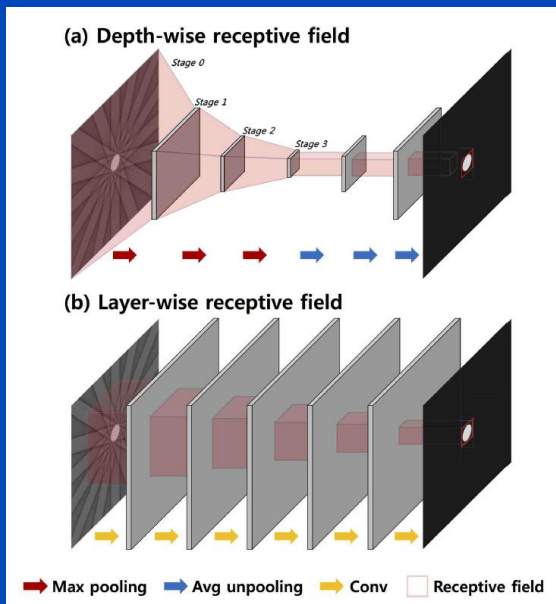 (a) Depth-wise receptive field
Stage 0
Stage 1
Stage 2
Stage 3
(b) Layer-wise receptive field
Max pooling Avg unpooling Conv Receptive field